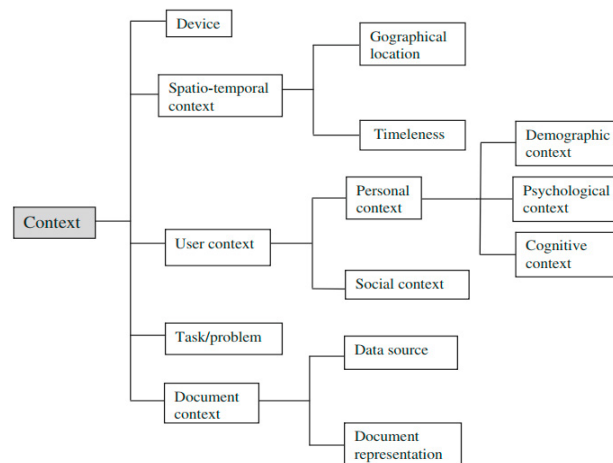 Device
Spatio-temporal
context
Gographical
location
Timeleness
Context
User context
Personal
context
Demographic
context
Psychological
context
Cognitive
context
Social context
Task/problem
Document
context
Data source
Document
representation